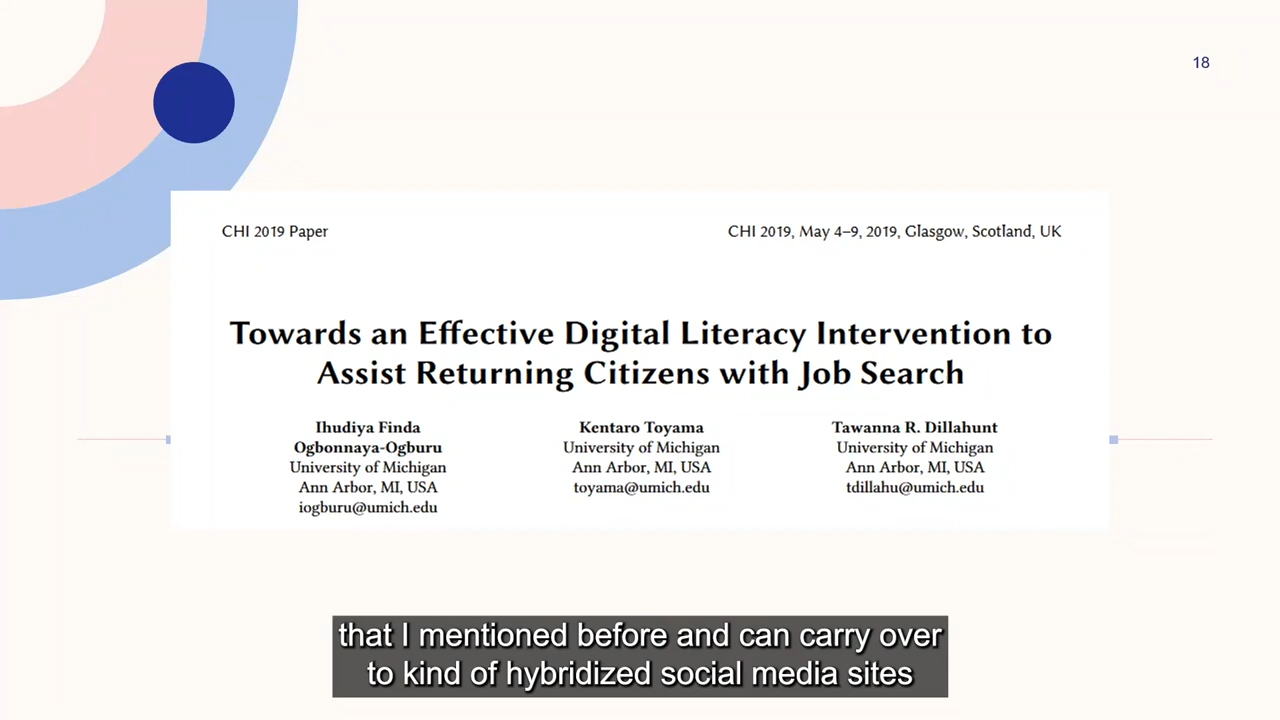 18
CHI 2019 Paper
CHI 2019, May 4–9, 2019, Glasgow, Scotland, UK
Towards an Effective Digital Literacy Intervention to
Assist Returning Citizens with Job Search
Ihudiya Finda
Ogbonnaya-Ogburu
University of Michigan
Ann Arbor, MI, USA
iogburu@umich.edu
Kentaro Toyama
University of Michigan
Ann Arbor, MI, USA
toyama@umich.edu
Tawanna R. Dillahunt
University of Michigan
Ann Arbor, MI, USA
tdillahu@umich.edu
that I mentioned before and can carry over
to kind of hybridized social media sites